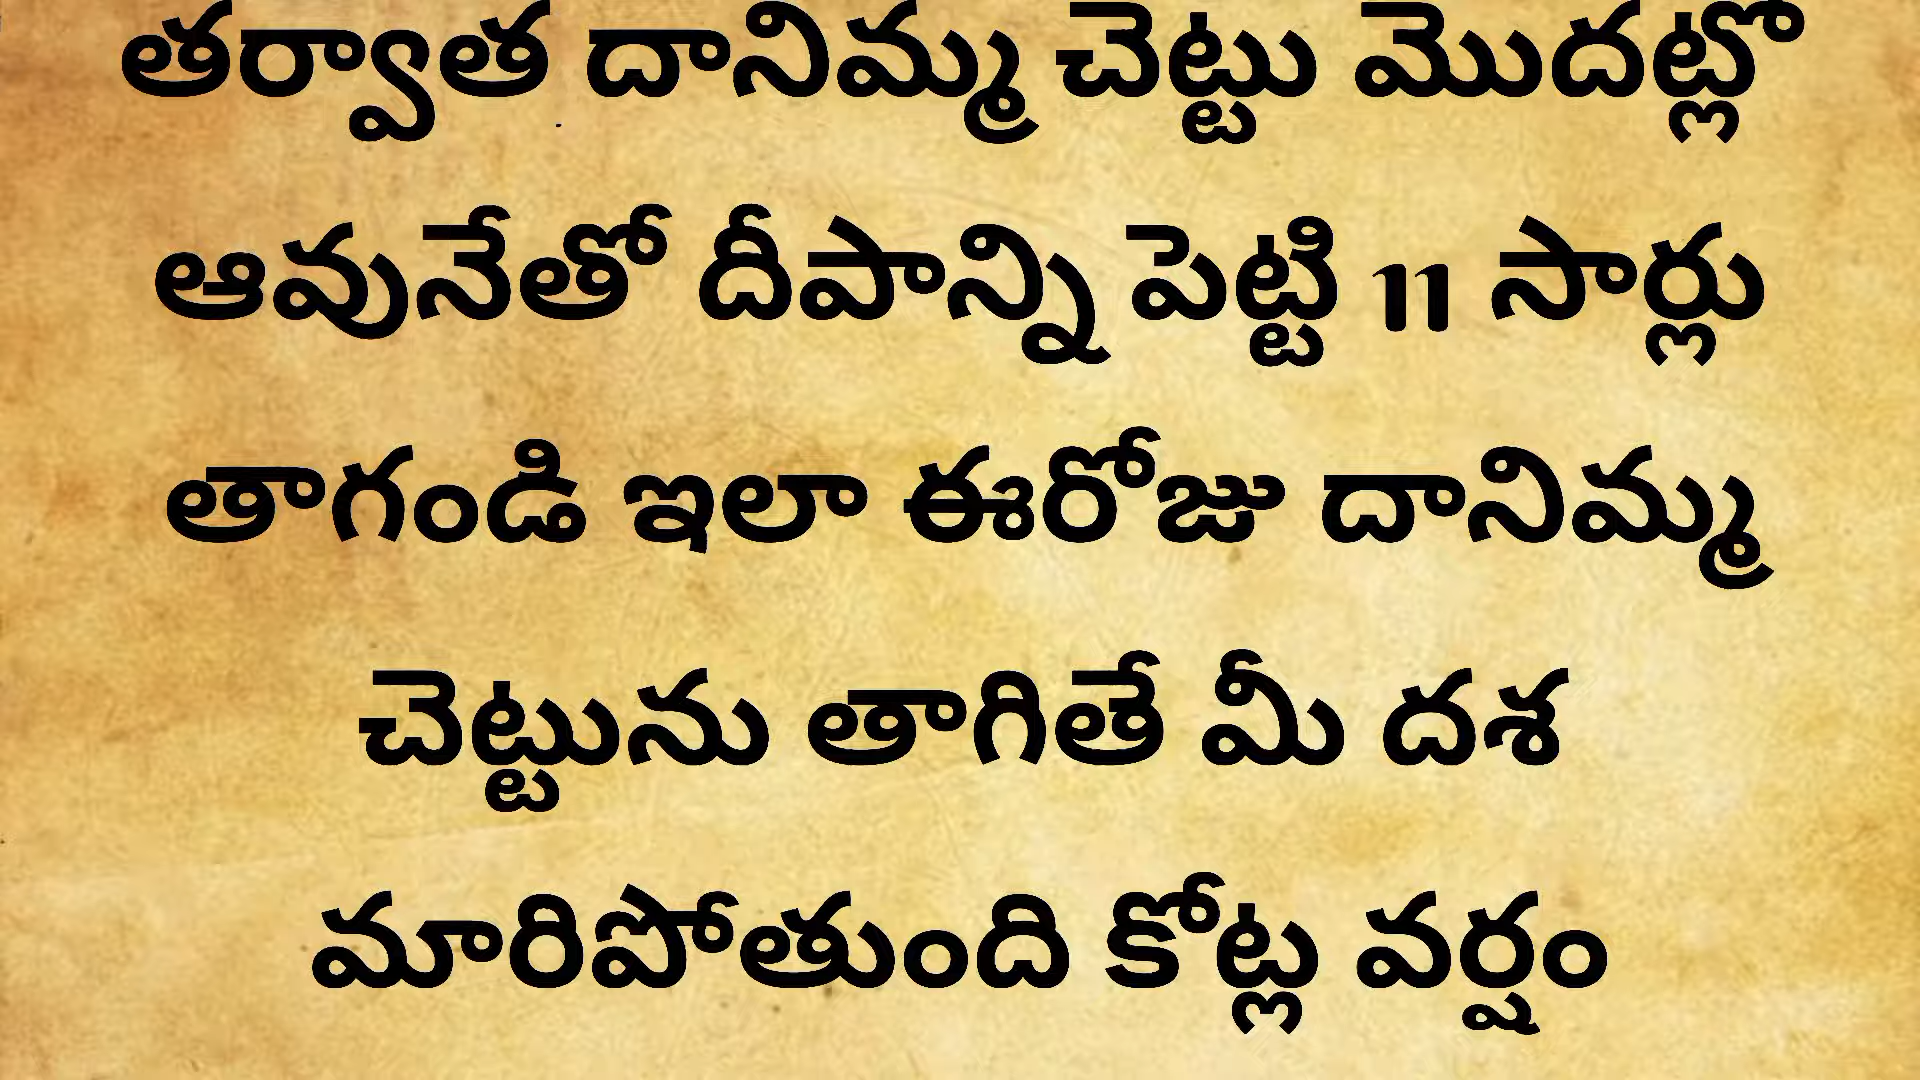 తర్వాత దానిమ్మ చెట్టు మొదట్లో
ఆవునేతో దీపాన్ని పెట్టి 11 సార్లు
తాగండి ఇలా ఈరోజు దానిమ్మ
చెట్టును తాగితే మీ దశ
మారిపోతుంది కోట్ల వర్షం